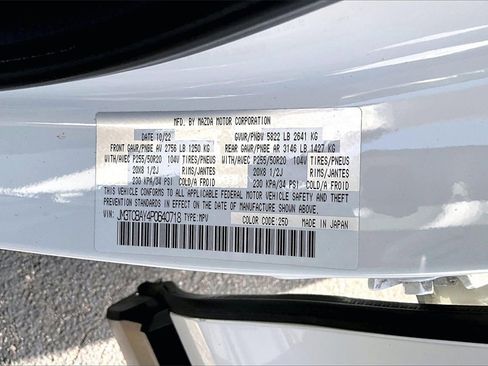 MFD. BY MAZDA MOTOR CORPORATION
DATE: 10/22 GVWR/PNBV 5822 LB 2641 KG
FRONT GAWR/PNBE AV 2756 LB 1250 KG REAR GAWR/PNBE AR 3146 LB 1427 KG
WITH/AVEC P255/50R20 104V TIRES/PNEUS WITH/AVEC P255/50R20 104V TIRES/PNEUS
20X8 1/2J RIMS/JANTES 20X8 1/2J RIMS/JANTES
230 KPA/34 PSI COLD/A FROID 230 KPA/34 PSI COLD/A FROID
THIS VEHICLE CONFORMS TO ALL APPLICABLE FEDERAL MOTOR VEHICLE SAFETY AND THEFT
PREVENTION STANDARDS IN EFFECT ON THE DATE OF MANUFACTURE SHOWN ABOVE.
VIN: JM3TCBAY4P0640718 TYPE: MPV COLOR CODE: 25D MADE IN JAPAN